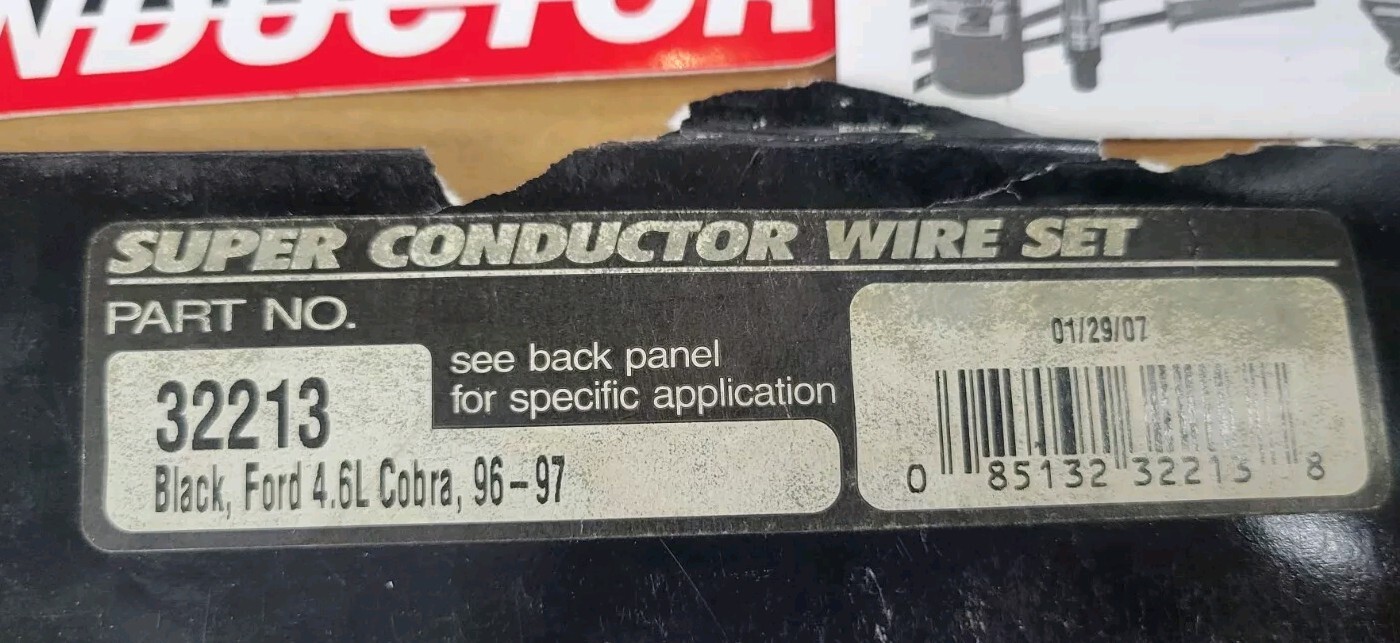 NDUCTOR
SUPER CONDUCTOR WIRE SET
PART NO.
see back panel
for specific application
32213
Black, Ford 4.6L Cobra, 96-97
01/29/07
0 85132 32213 8